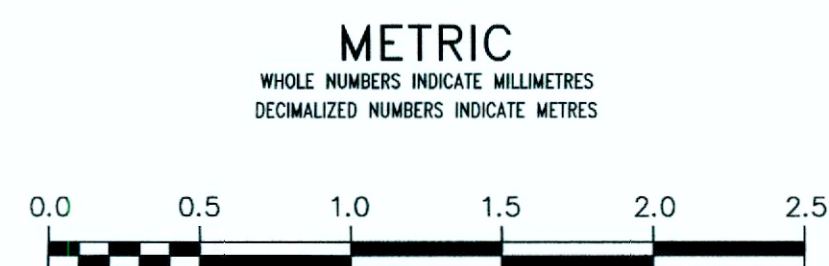 METRIC
WHOLE NUMBERS INDICATE MILLIMETRES
DECIMALIZED NUMBERS INDICATE METRES
0.0 0.5 1.0 1.5 2.0 2.5